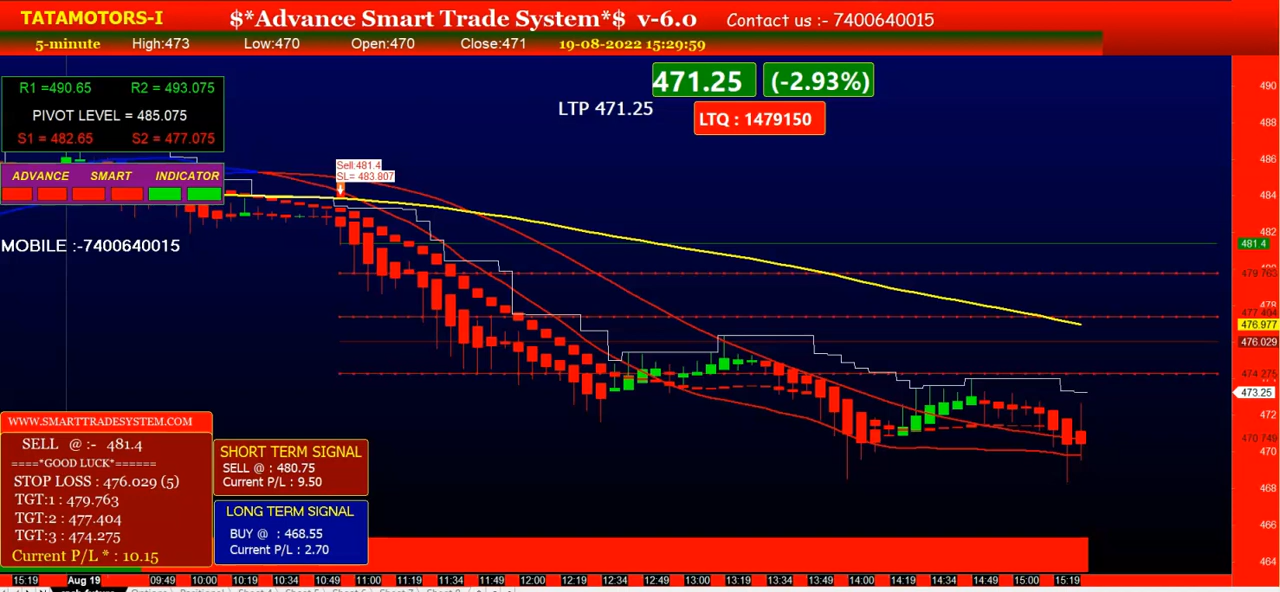 TATAMOTORS-I $*Advance Smart Trade System*$ v-6.0 Contact us :- 7400640015
5-minute High:473 Low:470 Open:470 Close:471 19-08-2022 15:29:59
471.25 (-2.93%)
LTP 471.25
LTQ : 1479150
R1 =490.65 R2 = 493.075
PIVOT LEVEL = 485.075
S1 = 482.65 S2 = 477.075
ADVANCE SMART INDICATOR
Sell:481.4
SL= 483.807
MOBILE :-7400640015
490
488
486
484
482
481.4
479.763
478
477.404
476.977
476.029
474.275
473.25
472
470.749
470
468
466
464
WWW.SMARTTRADESYSTEM.COM
SELL @ :- 481.4
====*GOOD LUCK*======
STOP LOSS : 476.029 (5)
TGT:1 : 479.763
TGT:2 : 477.404
TGT:3 : 474.275
Current P/L * : 10.15
SHORT TERM SIGNAL
SELL @ : 480.75
Current P/L : 9.50
LONG TERM SIGNAL
BUY @ : 468.55
Current P/L : 2.70
15:19 Aug 19 09:49 10:00 10:19 10:34 10:49 11:00 11:19 11:34 11:49 12:00 12:19 12:34 12:49 13:00 13:19 13:34 13:49 14:00 14:19 14:34 14:49 15:00 15:19